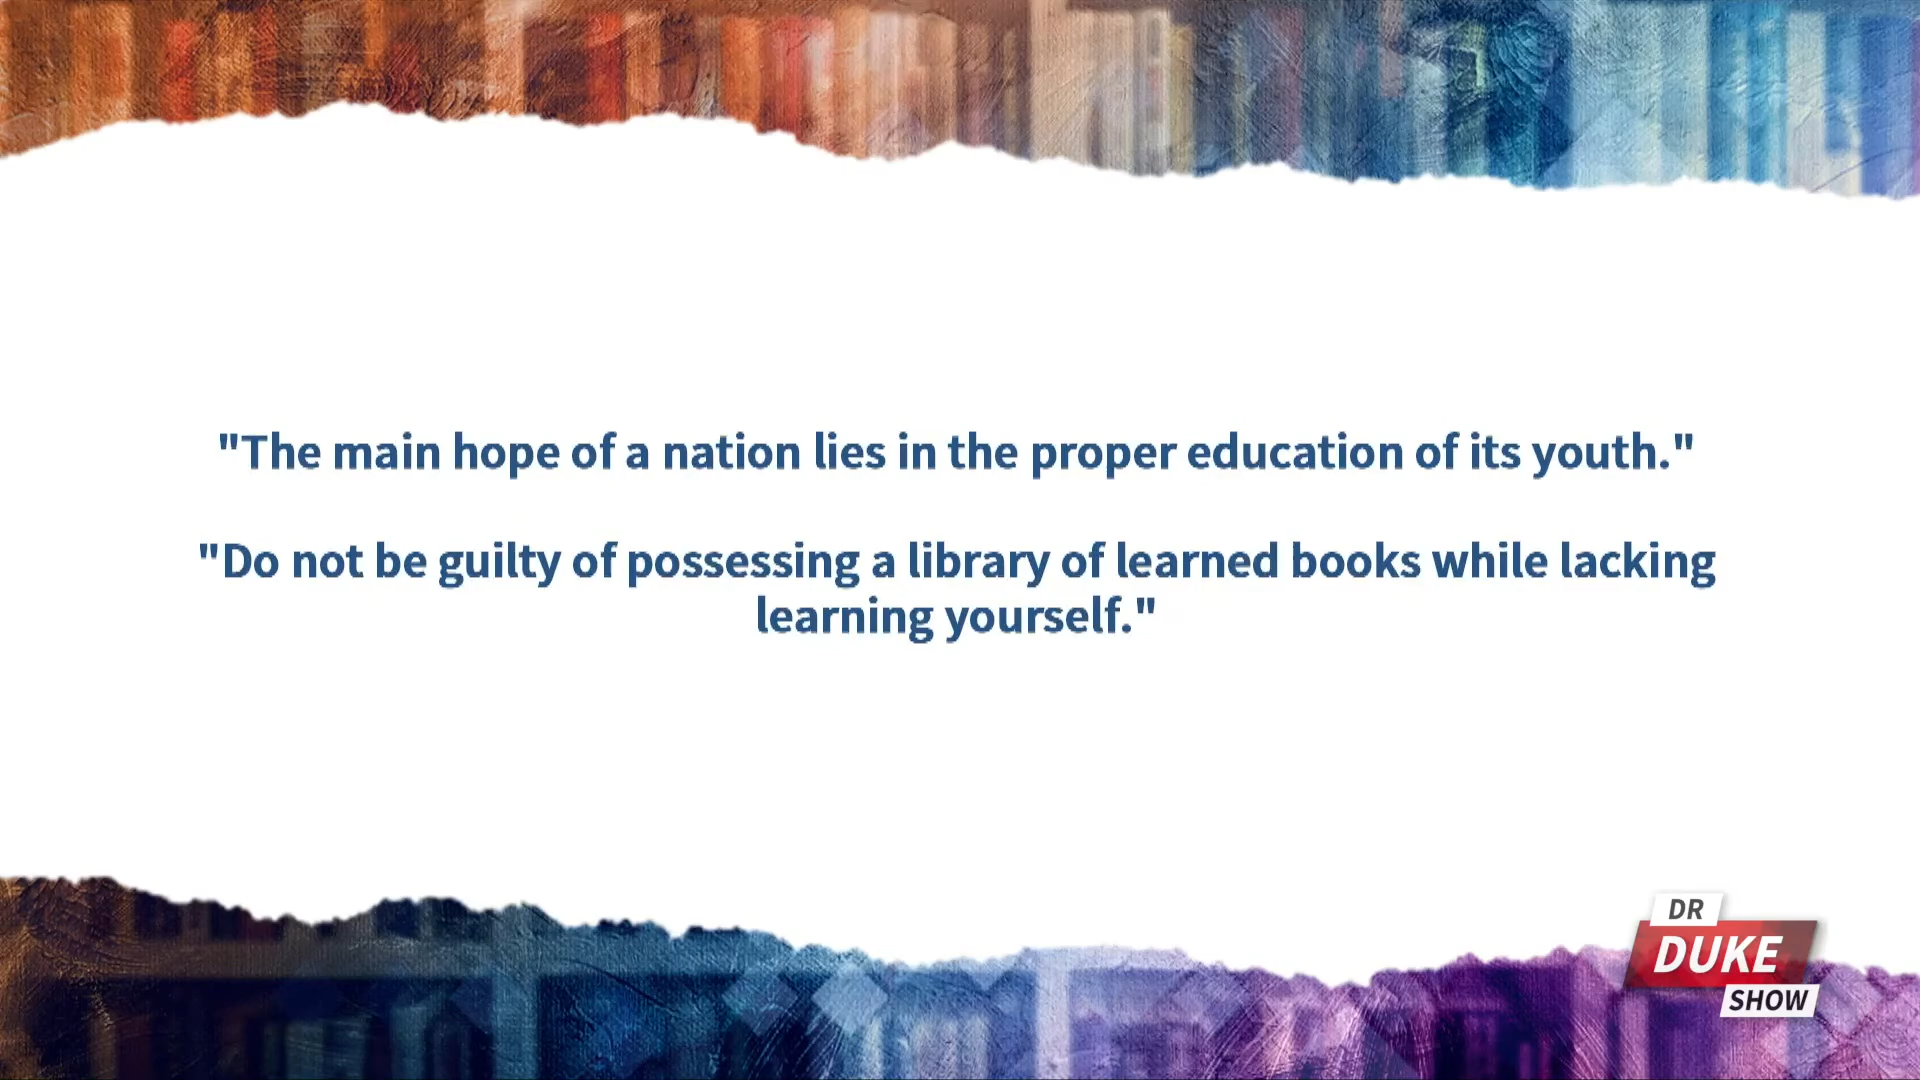 "The main hope of a nation lies in the proper education of its youth."
"Do not be guilty of possessing a library of learned books while lacking
learning yourself."
DR
DUKE
SHOW